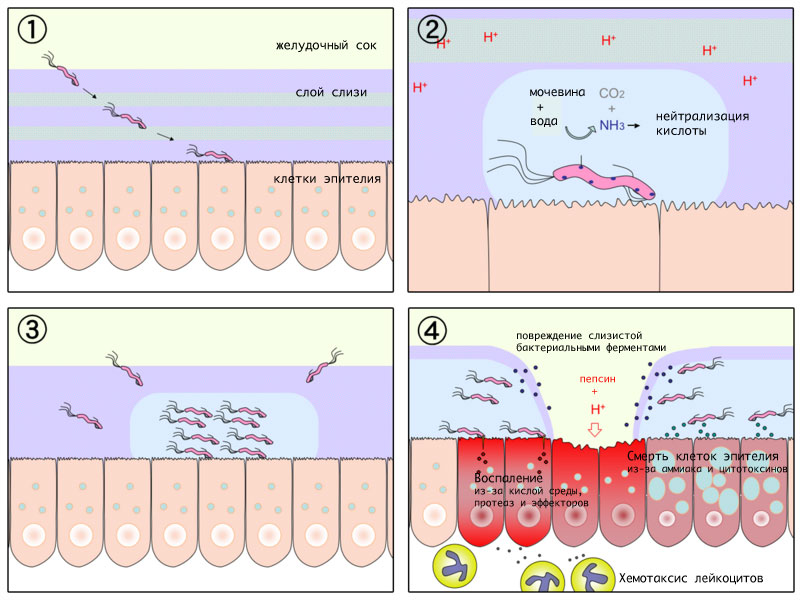 1
желудочный сок
слой слизи
клетки эпителия
2
H+
H+
H+
H+
H+
H+
мочевина
+
вода
CO2
+
NH3
нейтрализация
кислоты
3
4
повреждение слизистой
бактериальными ферментами
пепсин
+
H+
Смерть клеток эпителия
из-за аммиака и цитотоксинов
Воспаление
из-за кислой среды,
протеаз и эффекторов
Хемотаксис лейкоцитов